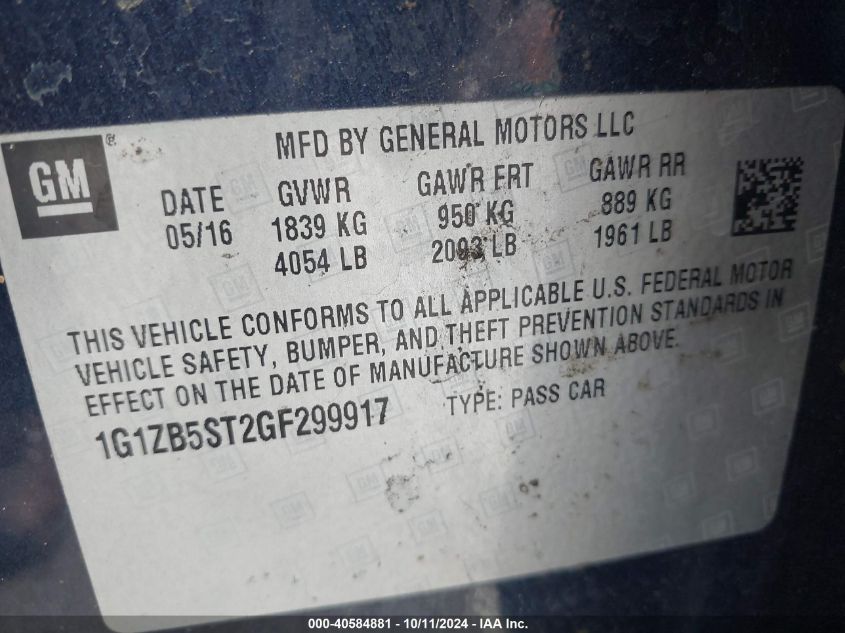 MFD BY GENERAL MOTORS LLC
GM®
DATE GVWR GAWR FRT GAWR RR
05/16 1839 KG 950 KG 889 KG
4054 LB 2093 LB 1961 LB
THIS VEHICLE CONFORMS TO ALL APPLICABLE U.S. FEDERAL MOTOR
VEHICLE SAFETY, BUMPER, AND THEFT PREVENTION STANDARDS IN
EFFECT ON THE DATE OF MANUFACTURE SHOWN ABOVE.
1G1ZB5ST2GF299917 TYPE: PASS CAR
000-40584881 - 10/11/2024 - IAA Inc.